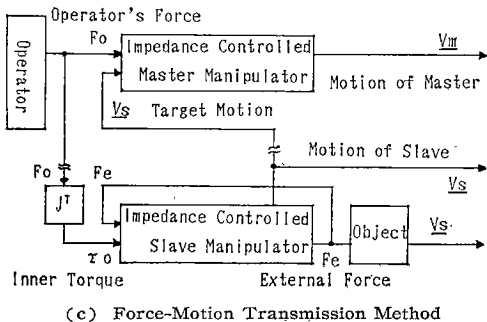 Operator's Force
Operator
Fo
Impedance Controlled
Master Manipulator
Vm
Motion of Master
Vs
Target Motion
Motion of Slave
Vs
Fo
Fe
Jᵀ
Impedance Controlled
Slave Manipulator
Object
Vs
τo
Fe
Inner Torque
External Force
(c) Force-Motion Transmission Method